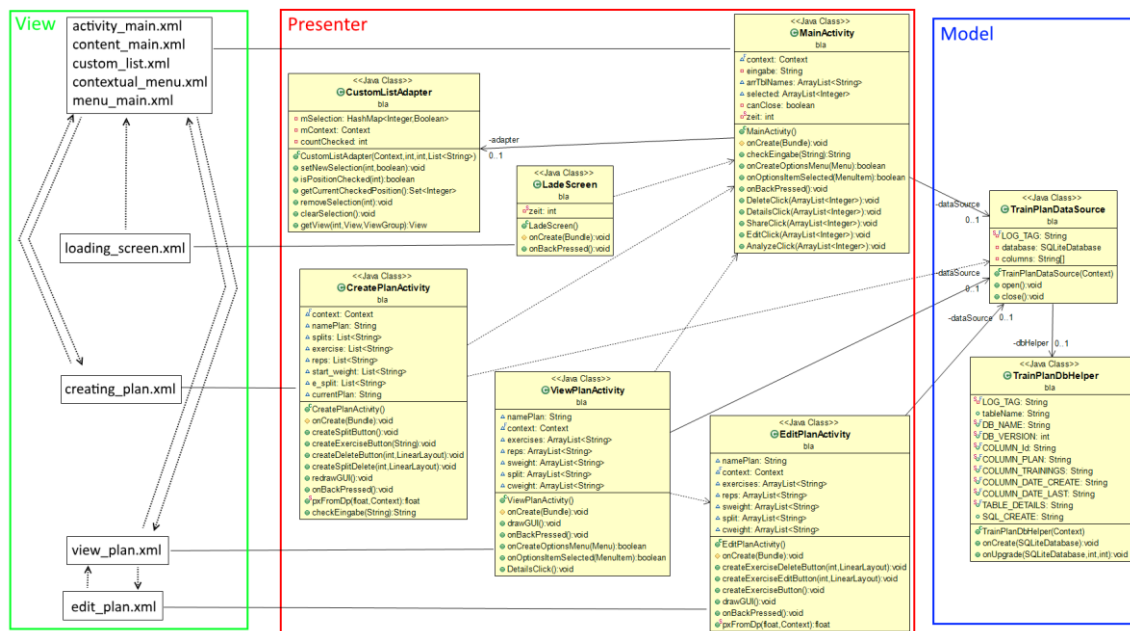 View
activity_main.xml
content_main.xml
custom_list.xml
contextual_menu.xml
menu_main.xml
loading_screen.xml
creating_plan.xml
view_plan.xml
edit_plan.xml
Presenter
<<Java Class>>
CustomListAdapter
bla
mSelection: HashMap<Integer,Boolean>
mContext: Context
countChecked: int
CustomListAdapter(Context,int,int,List<String>)
setNewSelection(int,boolean):void
isPositionChecked(int):boolean
getCurrentCheckedPosition():Set<Integer>
removeSelection(int):void
clearSelection():void
getView(int,View,ViewGroup):View
-adapter
0..1
<<Java Class>>
LadeScreen
bla
zeit: int
LadeScreen()
onCreate(Bundle):void
onBackPressed():void
<<Java Class>>
MainActivity
bla
context: Context
eingabe: String
arrTblNames: ArrayList<String>
selected: ArrayList<Integer>
canClose: boolean
zeit: int
MainActivity()
onCreate(Bundle):void
checkEingabe(String):String
onCreateOptionsMenu(Menu):boolean
onOptionsItemSelected(MenuItem):boolean
onBackPressed():void
DeleteClick(ArrayList<Integer>):void
DetailsClick(ArrayList<Integer>):void
ShareClick(ArrayList<Integer>):void
EditClick(ArrayList<Integer>):void
AnalyzeClick(ArrayList<Integer>):void
<<Java Class>>
CreatePlanActivity
bla
context: Context
namePlan: String
splits: List<String>
exercise: List<String>
reps: List<String>
start_weight: List<String>
e_split: List<String>
currentPlan: String
CreatePlanActivity()
onCreate(Bundle):void
createSplitButton():void
createExerciseButton(String):void
createDeleteButton(int,LinearLayout):void
createSplitDelete(int,LinearLayout):void
redrawGUI():void
onBackPressed():void
pxFromDp(float,Context):float
checkEingabe(String):String
<<Java Class>>
ViewPlanActivity
bla
namePlan: String
context: Context
exercises: ArrayList<String>
reps: ArrayList<String>
sweight: ArrayList<String>
split: ArrayList<String>
cweight: ArrayList<String>
ViewPlanActivity()
onCreate(Bundle):void
drawGUI():void
onBackPressed():void
onCreateOptionsMenu(Menu):boolean
onOptionsItemSelected(MenuItem):boolean
DetailsClick():void
<<Java Class>>
EditPlanActivity
bla
namePlan: String
context: Context
exercises: ArrayList<String>
reps: ArrayList<String>
sweight: ArrayList<String>
split: ArrayList<String>
cweight: ArrayList<String>
EditPlanActivity()
onCreate(Bundle):void
createExerciseDeleteButton(int,LinearLayout):void
createExerciseEditButton(int,LinearLayout):void
createExerciseButton():void
drawGUI():void
onBackPressed():void
pxFromDp(float,Context):float
Model
-dataSource
0..1
-dataSource
0..1
-dataSource
0..1
<<Java Class>>
TrainPlanDataSource
bla
LOG_TAG: String
database: SQLiteDatabase
columns: String[]
TrainPlanDataSource(Context)
open():void
close():void
-dbHelper
0..1
<<Java Class>>
TrainPlanDbHelper
bla
LOG_TAG: String
tableName: String
DB_NAME: String
DB_VERSION: int
COLUMN_Id: String
COLUMN_PLAN: String
COLUMN_TRAININGS: String
COLUMN_DATE_CREATE: String
COLUMN_DATE_LAST: String
TABLE_DETAILS: String
SQL_CREATE: String
TrainPlanDbHelper(Context)
onCreate(SQLiteDatabase):void
onUpgrade(SQLiteDatabase,int,int):void